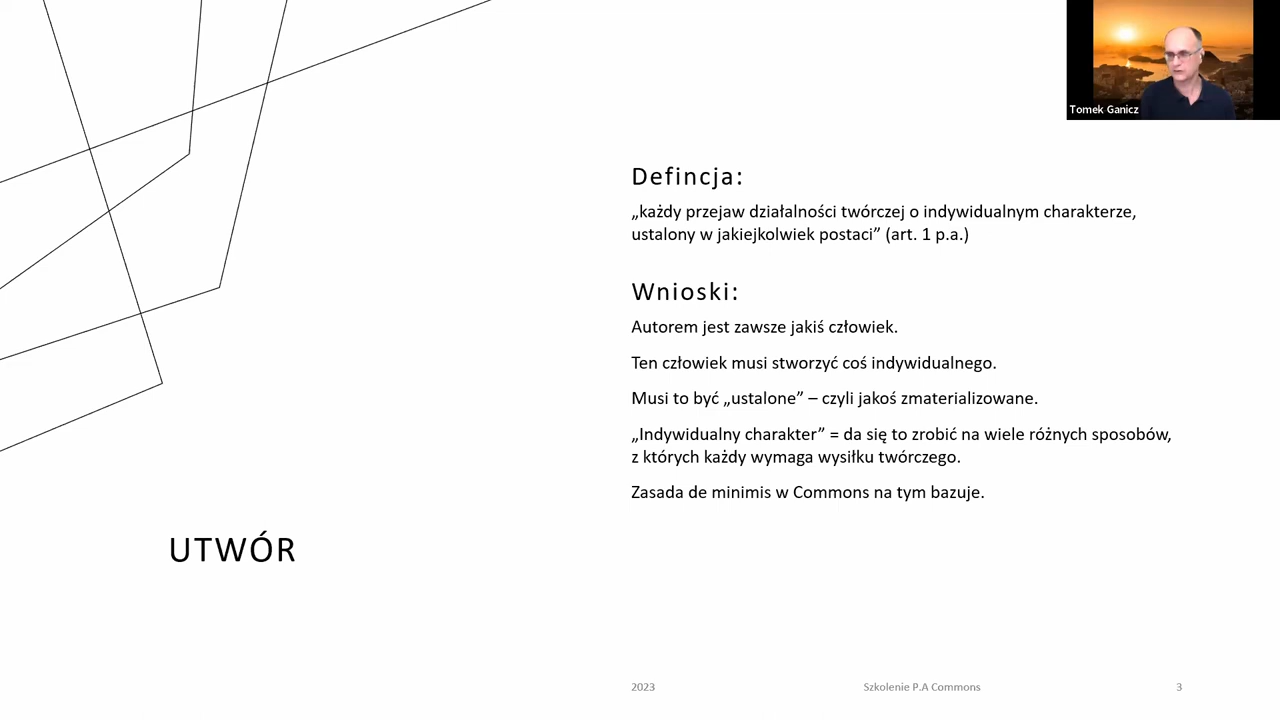 Tomek Ganicz
Defincja:
„każdy przejaw działalności twórczej o indywidualnym charakterze,
ustalony w jakiejkolwiek postaci” (art. 1 p.a.)
Wnioski:
Autorem jest zawsze jakiś człowiek.
Ten człowiek musi stworzyć coś indywidualnego.
Musi to być „ustalone” – czyli jakoś zmaterializowane.
„Indywidualny charakter” = da się to zrobić na wiele różnych sposobów,
z których każdy wymaga wysiłku twórczego.
Zasada de minimis w Commons na tym bazuje.
UTWÓR
2023
Szkolenie P.A Commons
3